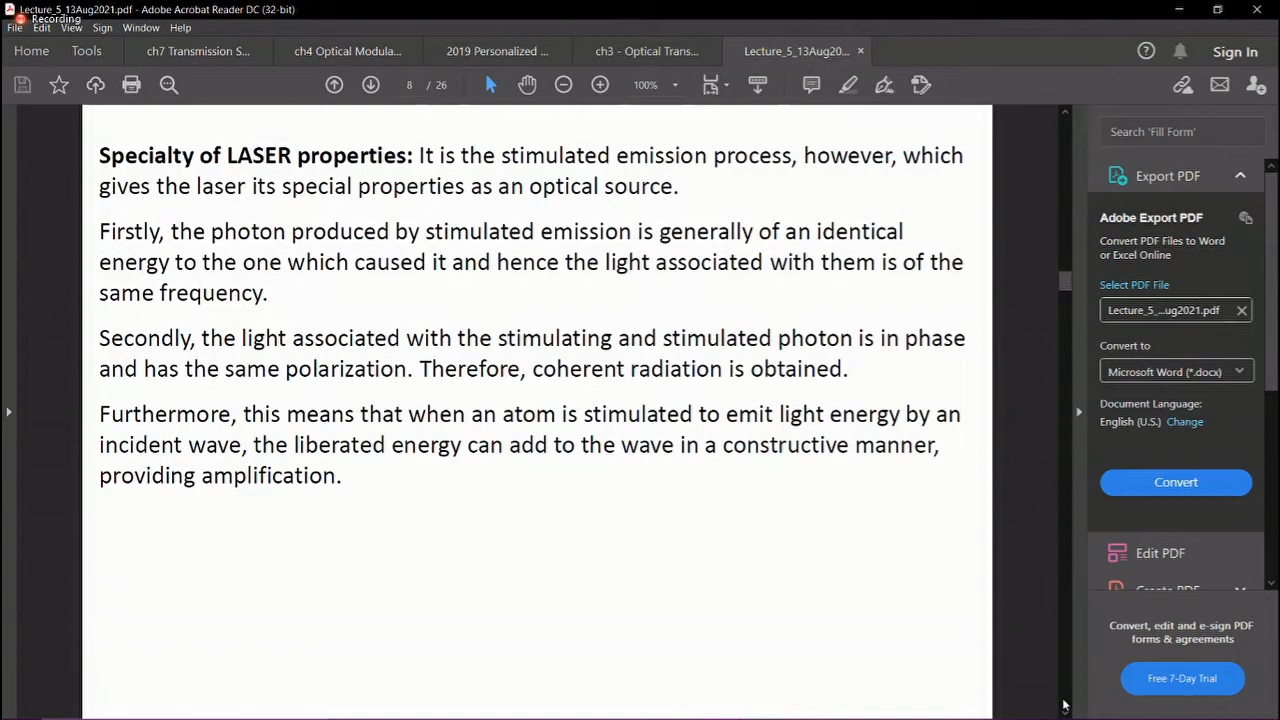 Lecture_5_13Aug2021.pdf - Adobe Acrobat Reader DC (32-bit)
Recording
File Edit View Sign Window Help
Home Tools ch7 Transmission S... ch4 Optical Modula... 2019 Personalized ... ch3 - Optical Trans... Lecture_5_13Aug20... × Sign In
8 / 26 100%
Specialty of LASER properties: It is the stimulated emission process, however, which
gives the laser its special properties as an optical source.
Firstly, the photon produced by stimulated emission is generally of an identical
energy to the one which caused it and hence the light associated with them is of the
same frequency.
Secondly, the light associated with the stimulating and stimulated photon is in phase
and has the same polarization. Therefore, coherent radiation is obtained.
Furthermore, this means that when an atom is stimulated to emit light energy by an
incident wave, the liberated energy can add to the wave in a constructive manner,
providing amplification.
Search 'Fill Form'
Export PDF
Adobe Export PDF
Convert PDF Files to Word
or Excel Online
Select PDF File
Lecture_5_...ug2021.pdf
Convert to
Microsoft Word (*.docx)
Document Language:
English (U.S.) Change
Convert
Edit PDF
Create PDF
Convert, edit and e-sign PDF
forms & agreements
Free 7-Day Trial